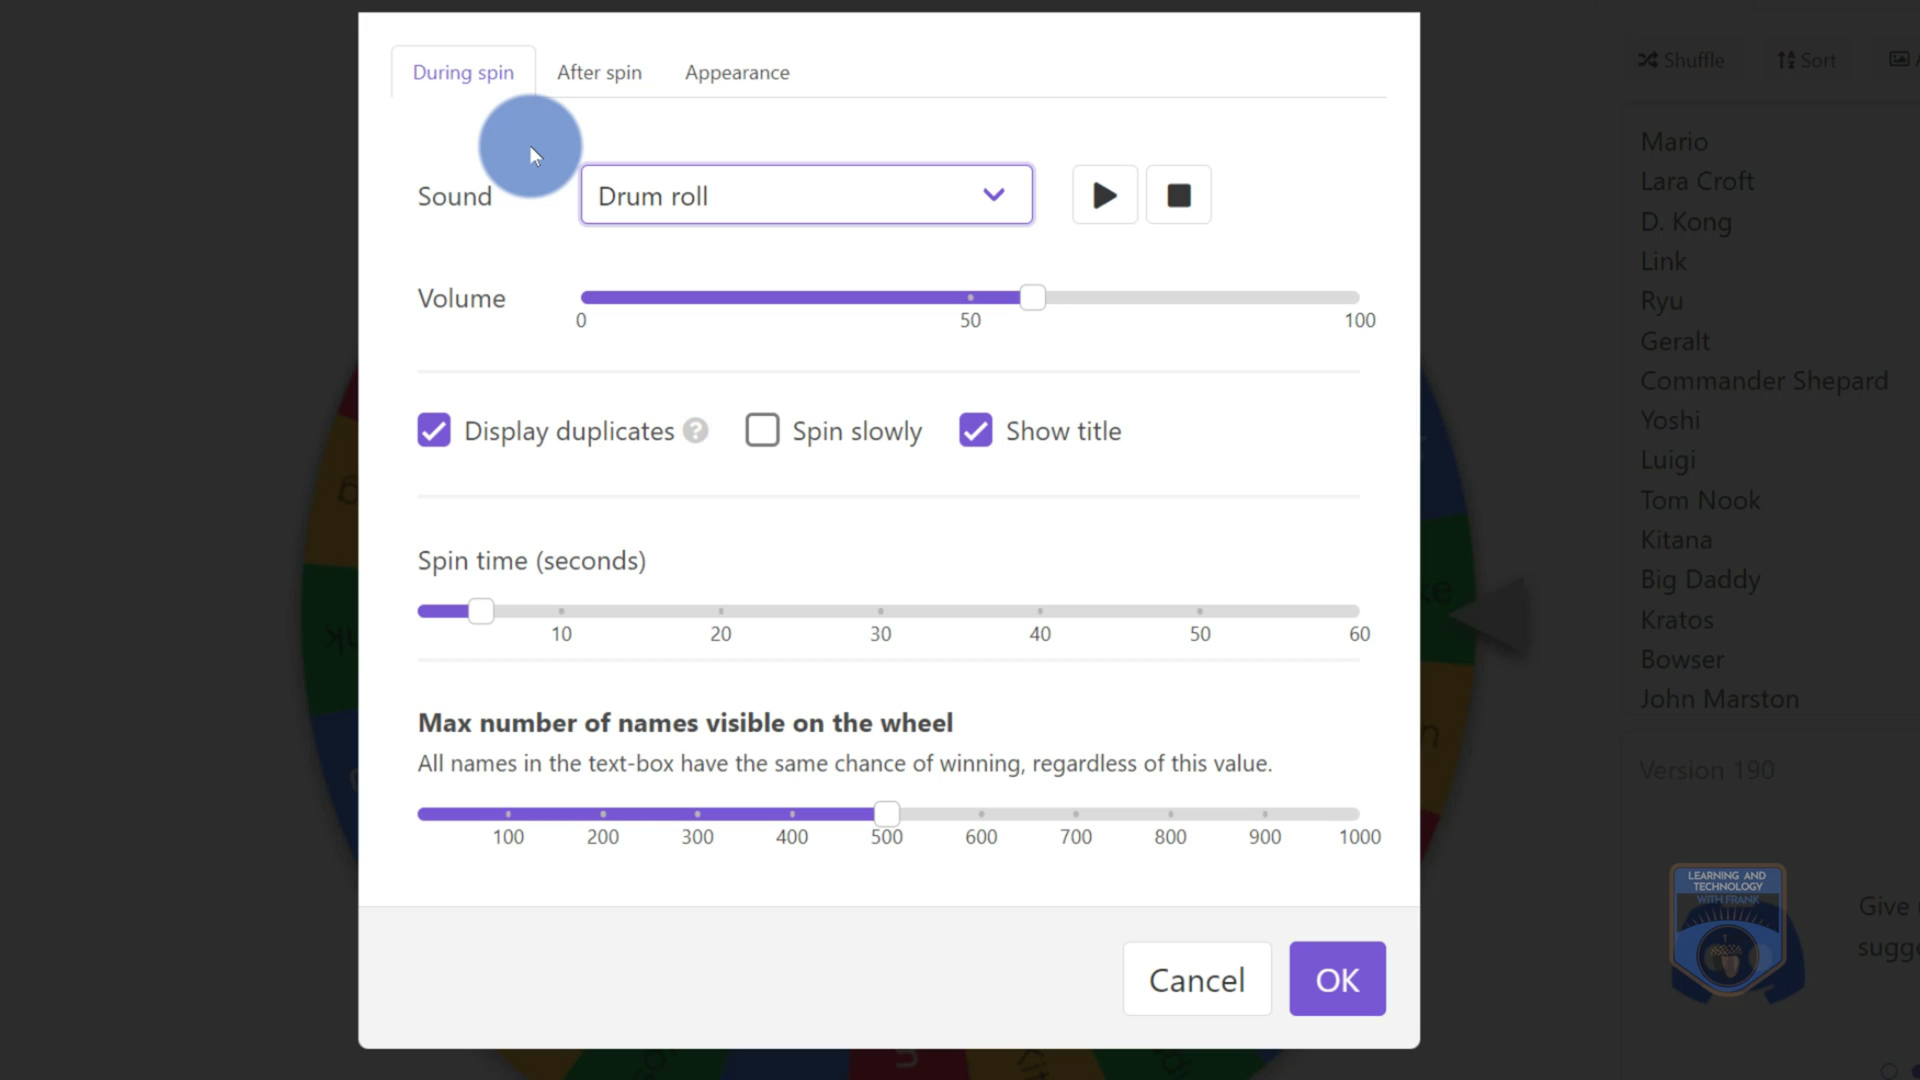 During spin After spin Appearance
Sound Drum roll
Volume
0 50 100
Display duplicates ? Spin slowly Show title
Spin time (seconds)
10 20 30 40 50 60
Max number of names visible on the wheel
All names in the text-box have the same chance of winning, regardless of this value.
100 200 300 400 500 600 700 800 900 1000
Cancel OK
Shuffle Sort
Mario
Lara Croft
D. Kong
Link
Ryu
Geralt
Commander Shepard
Yoshi
Luigi
Tom Nook
Kitana
Big Daddy
Kratos
Bowser
John Marston
Version 190
LEARNING AND
TECHNOLOGY
WITH FRANK
Give